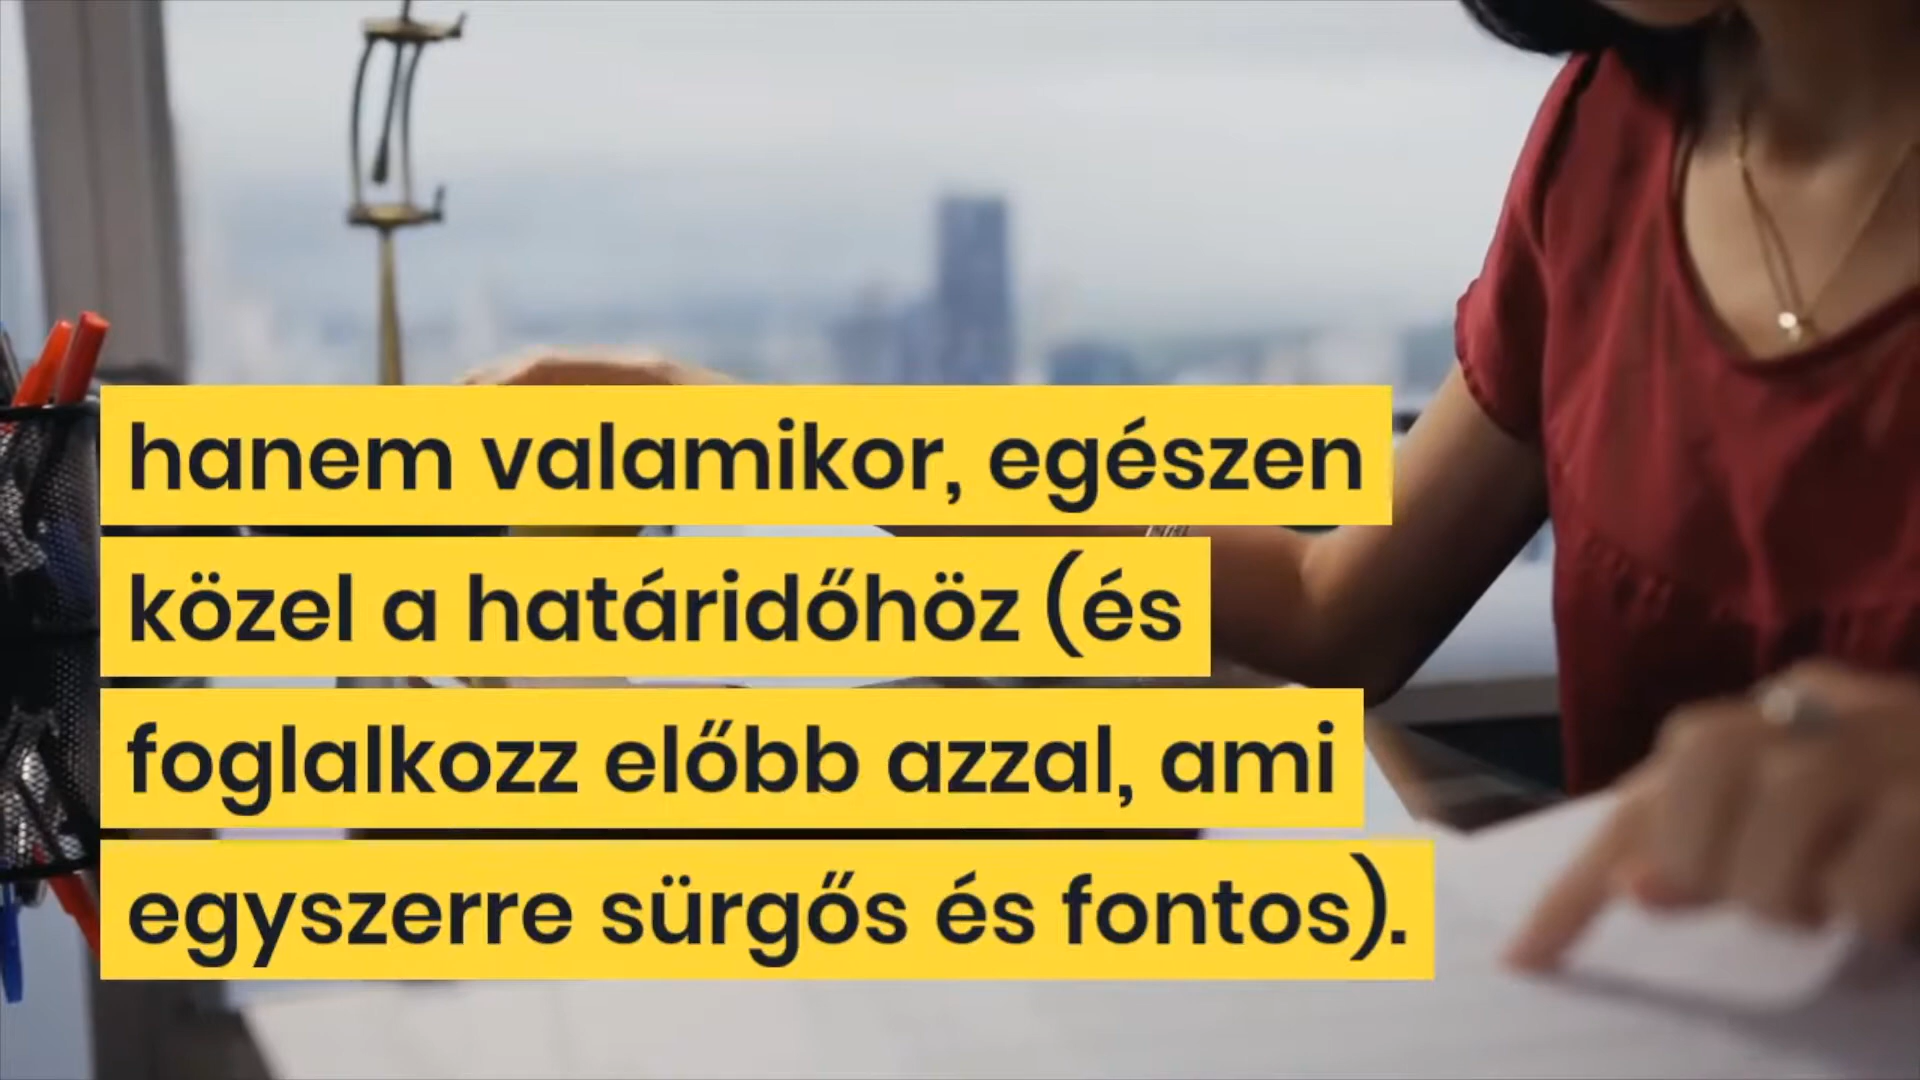 hanem valamikor, egészen
közel a határidőhöz (és
foglalkozz előbb azzal, ami
egyszerre sürgős és fontos).